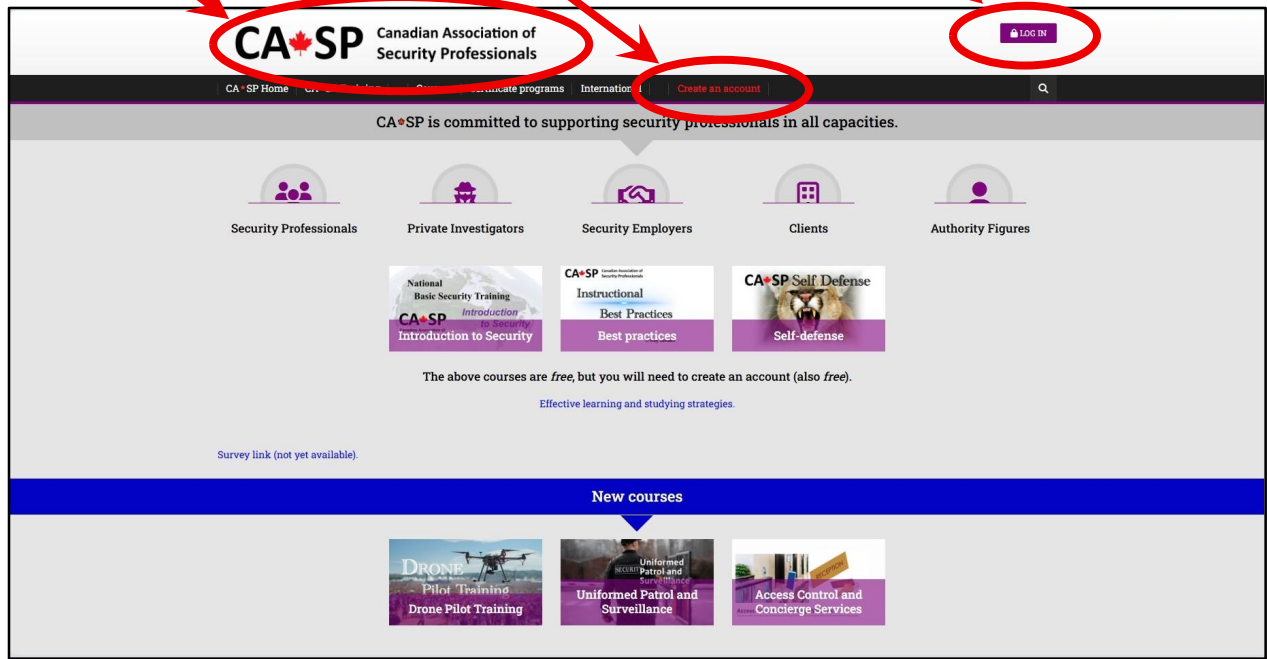 CA SP Canadian Association of
Security Professionals
LOG IN
CA SP Home programs International Create an account
CA SP is committed to supporting security professionals in all capacities.
Security Professionals Private Investigators Security Employers Clients Authority Figures
National
Basic Security Training
Introduction
to Security
CA SP
Introduction to Security
CA SP Canadian Association of
Security Professionals
Instructional
Best Practices
Best practices
CA SP Self Defense
Self-defense
The above courses are free, but you will need to create an account (also free).
Effective learning and studying strategies.
Survey link (not yet available).
New courses
DRONE
Pilot Training
Drone Pilot Training
SECURIT
Uniformed
Patrol and
Surveillance
Uniformed Patrol and
Surveillance
RECEPTION
Access Control and
Concierge Services